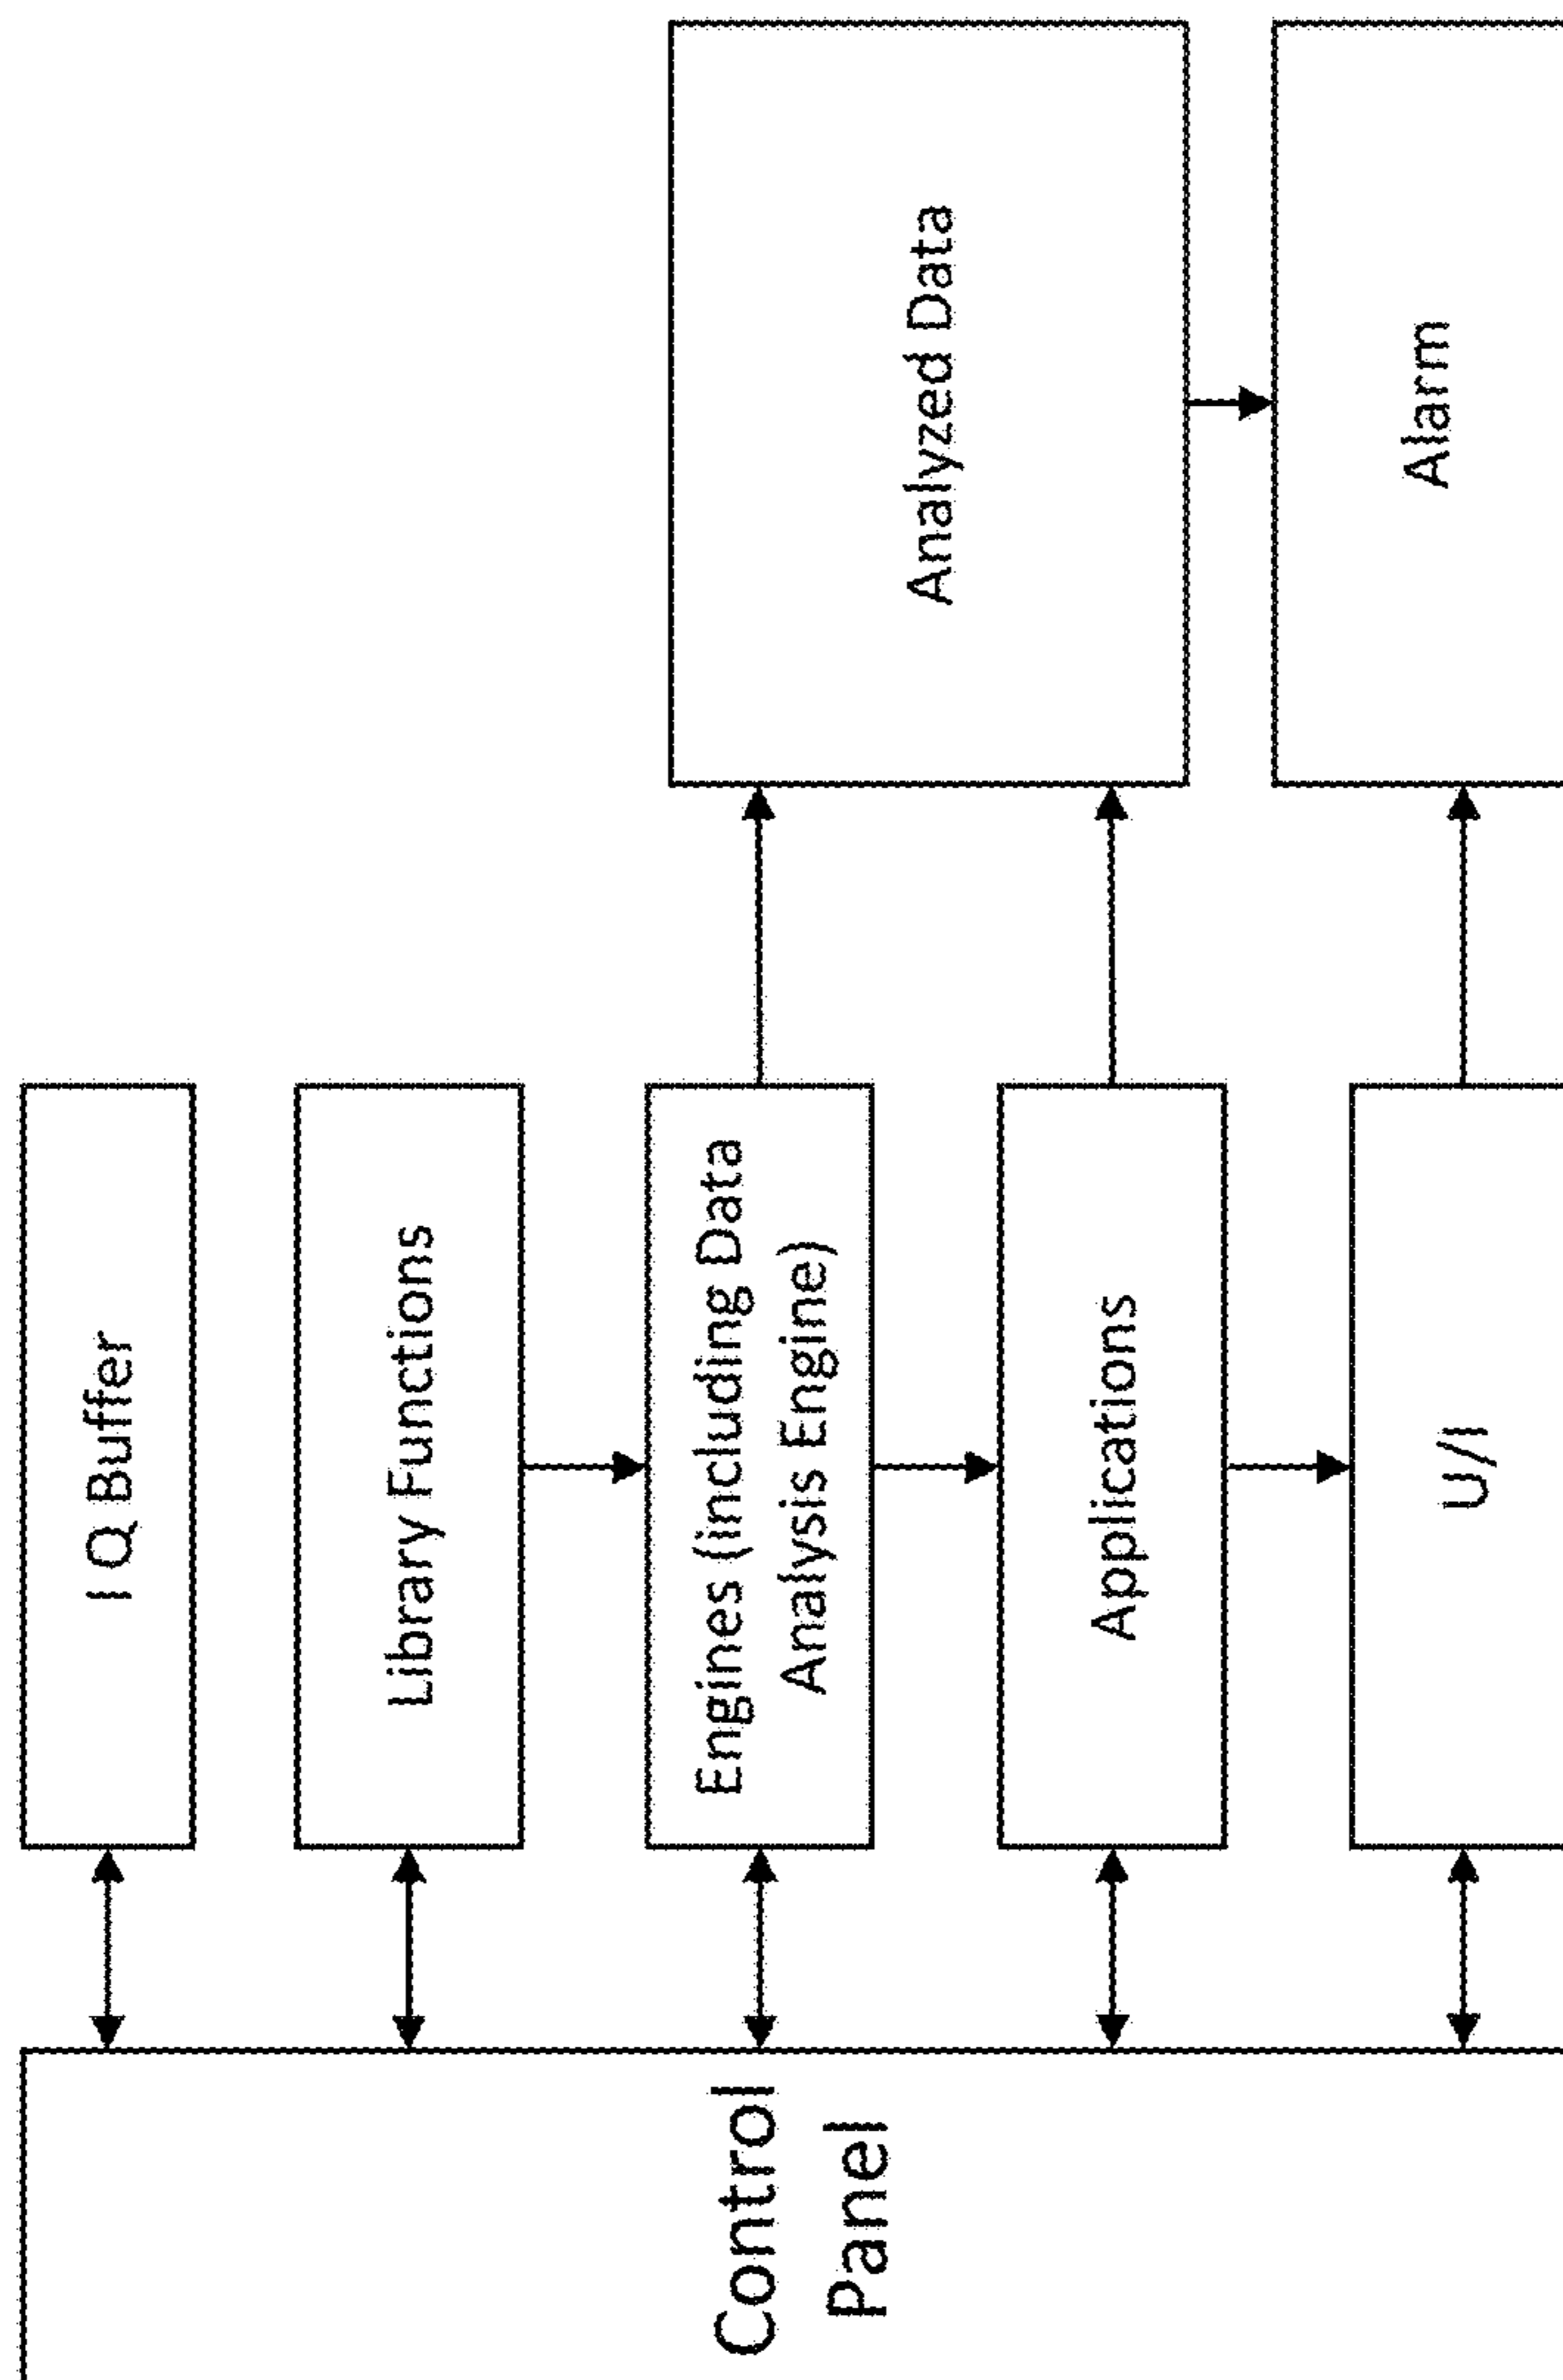 I Q Buffer
Library Functions
Engines (including Data
Analysis Engine)
Applications
U/I
Control
Panel
Analyzed Data
Alarm